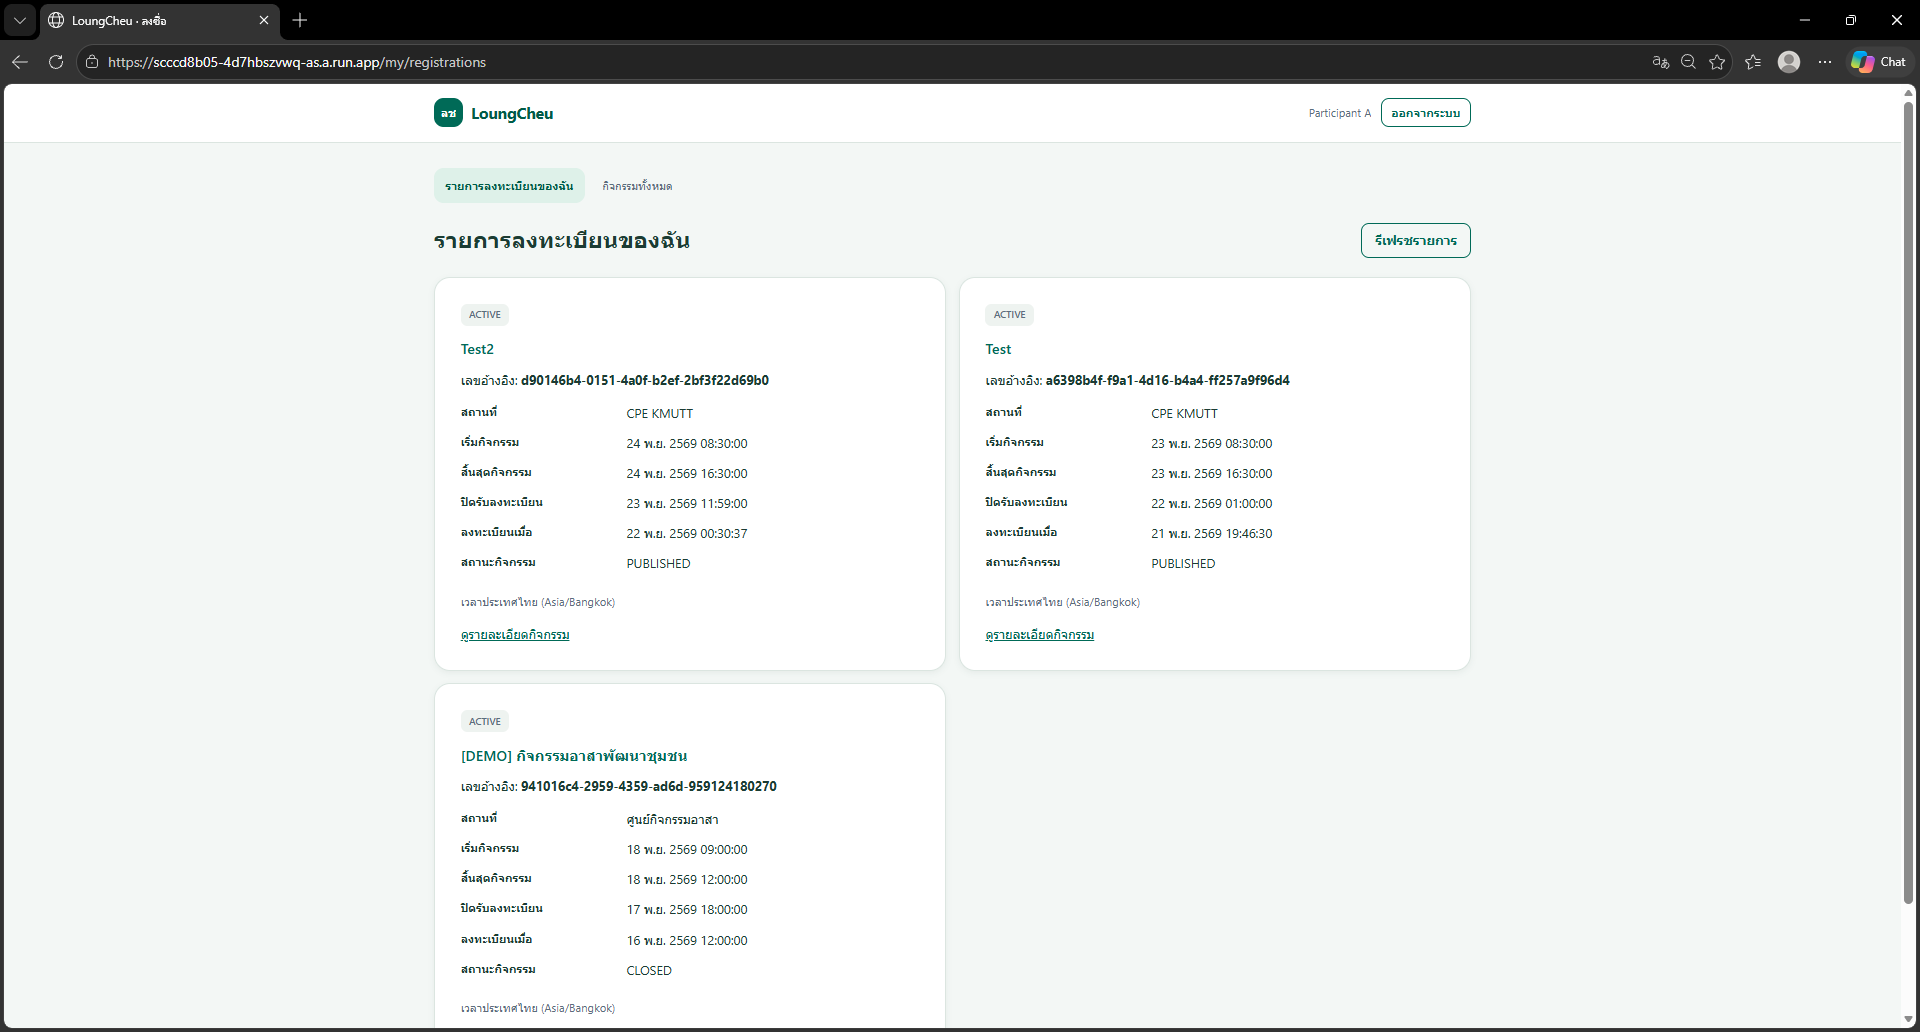 LoungCheu · ลงชื่อ
https://scccd8b05-4d7hbszvwq-as.a.run.app/my/registrations
Chat
ลช LoungCheu
Participant A ออกจากระบบ
รายการลงทะเบียนของฉัน กิจกรรมทั้งหมด
รายการลงทะเบียนของฉัน
รีเฟรชรายการ
ACTIVE
Test2
เลขอ้างอิง: d90146b4-0151-4a0f-b2ef-2bf3f22d69b0
สถานที่ CPE KMUTT
เริ่มกิจกรรม 24 พ.ย. 2569 08:30:00
สิ้นสุดกิจกรรม 24 พ.ย. 2569 16:30:00
ปิดรับลงทะเบียน 23 พ.ย. 2569 11:59:00
ลงทะเบียนเมื่อ 22 พ.ย. 2569 00:30:37
สถานะกิจกรรม PUBLISHED
เวลาประเทศไทย (Asia/Bangkok)
ดูรายละเอียดกิจกรรม
ACTIVE
Test
เลขอ้างอิง: a6398b4f-f9a1-4d16-b4a4-ff257a9f96d4
สถานที่ CPE KMUTT
เริ่มกิจกรรม 23 พ.ย. 2569 08:30:00
สิ้นสุดกิจกรรม 23 พ.ย. 2569 16:30:00
ปิดรับลงทะเบียน 22 พ.ย. 2569 01:00:00
ลงทะเบียนเมื่อ 21 พ.ย. 2569 19:46:30
สถานะกิจกรรม PUBLISHED
เวลาประเทศไทย (Asia/Bangkok)
ดูรายละเอียดกิจกรรม
ACTIVE
[DEMO] กิจกรรมอาสาพัฒนาชุมชน
เลขอ้างอิง: 941016c4-2959-4359-ad6d-959124180270
สถานที่ ศูนย์กิจกรรมอาสา
เริ่มกิจกรรม 18 พ.ย. 2569 09:00:00
สิ้นสุดกิจกรรม 18 พ.ย. 2569 12:00:00
ปิดรับลงทะเบียน 17 พ.ย. 2569 18:00:00
ลงทะเบียนเมื่อ 16 พ.ย. 2569 12:00:00
สถานะกิจกรรม CLOSED
เวลาประเทศไทย (Asia/Bangkok)